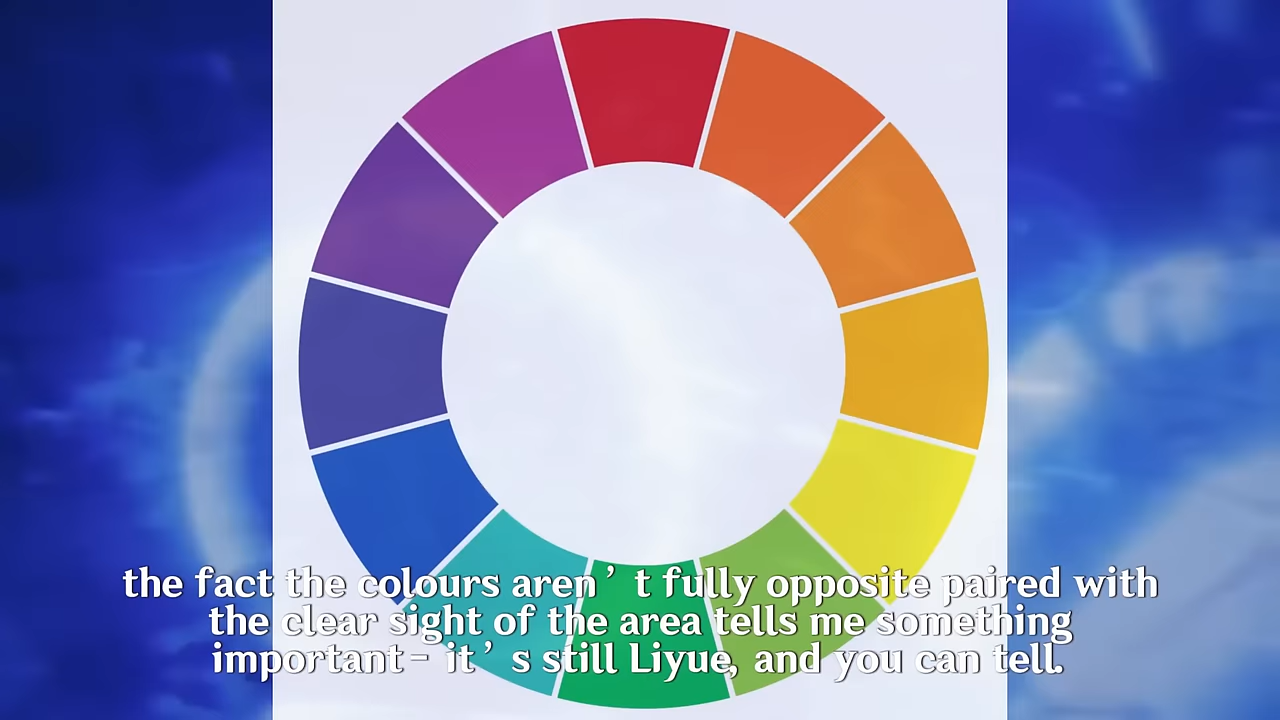 the fact the colours aren’t fully opposite paired with
the clear sight of the area tells me something
important- it’s still Liyue, and you can tell.